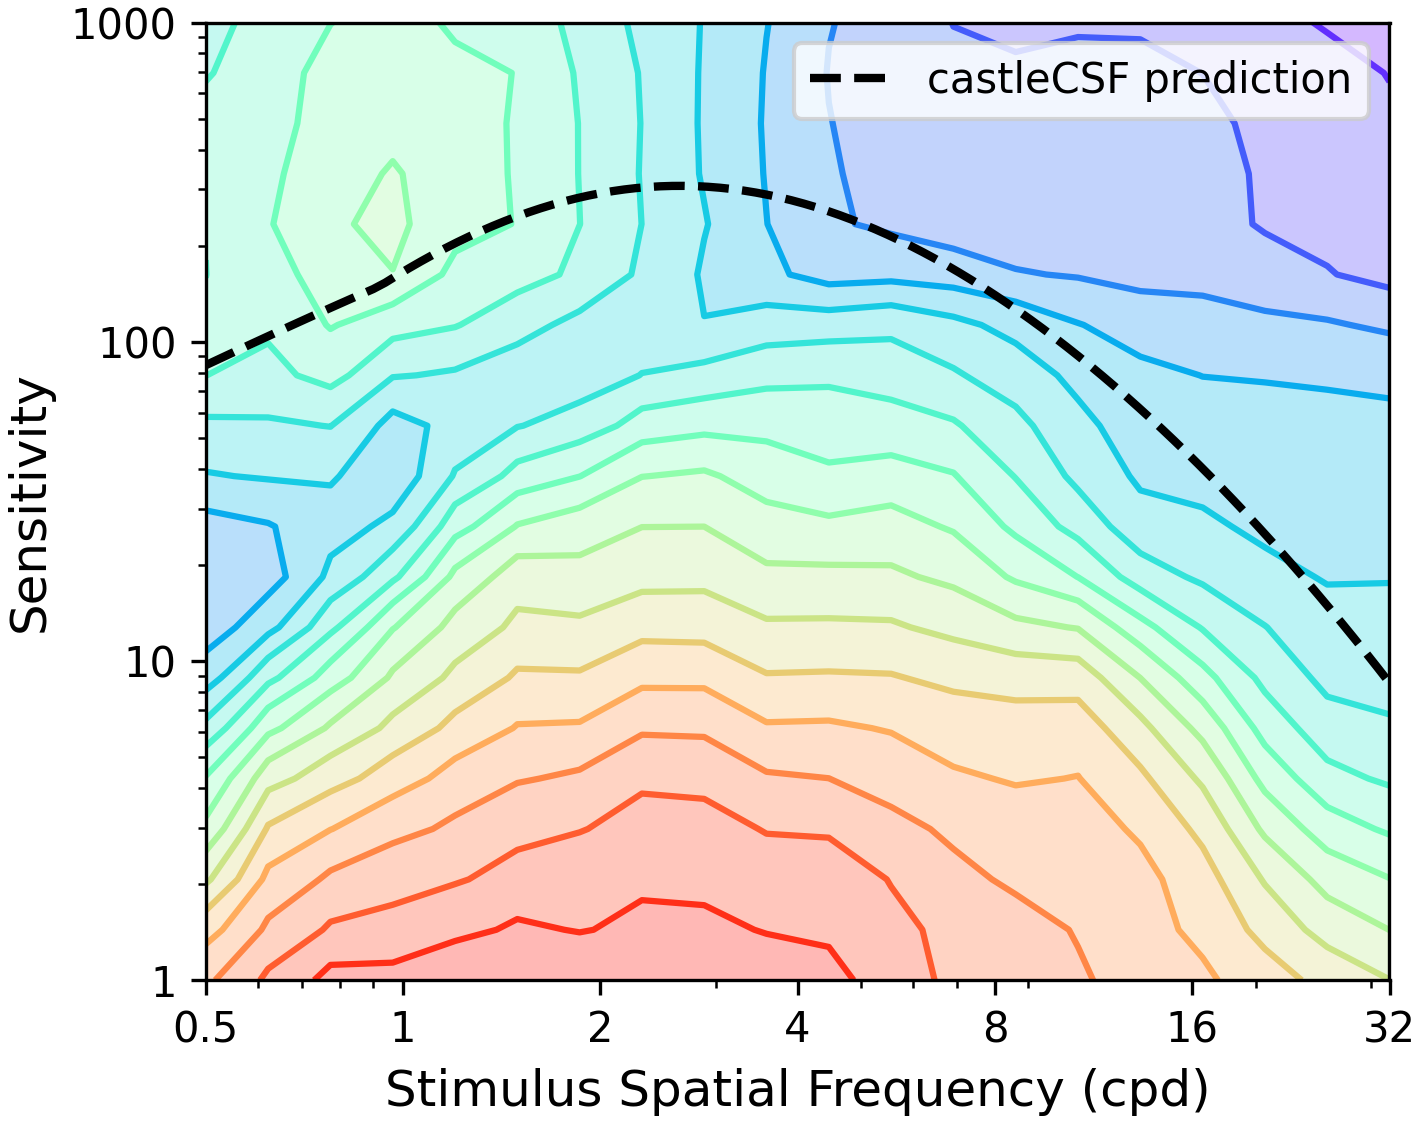 1000
100
10
1
Sensitivity
castleCSF prediction
0.5 1 2 4 8 16 32
Stimulus Spatial Frequency (cpd)